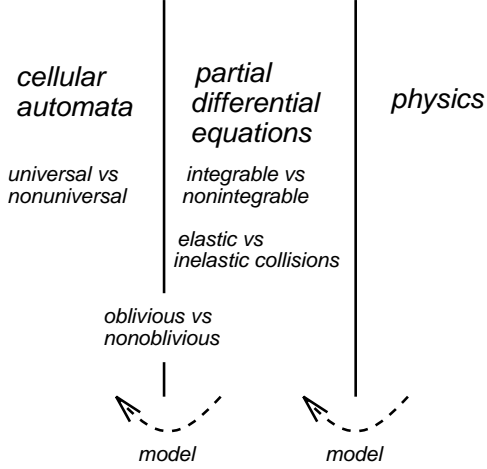 cellular
automata
universal vs
nonuniversal
partial
differential
equations
integrable vs
nonintegrable
elastic vs
inelastic collisions
physics
oblivious vs
nonoblivious
model
model